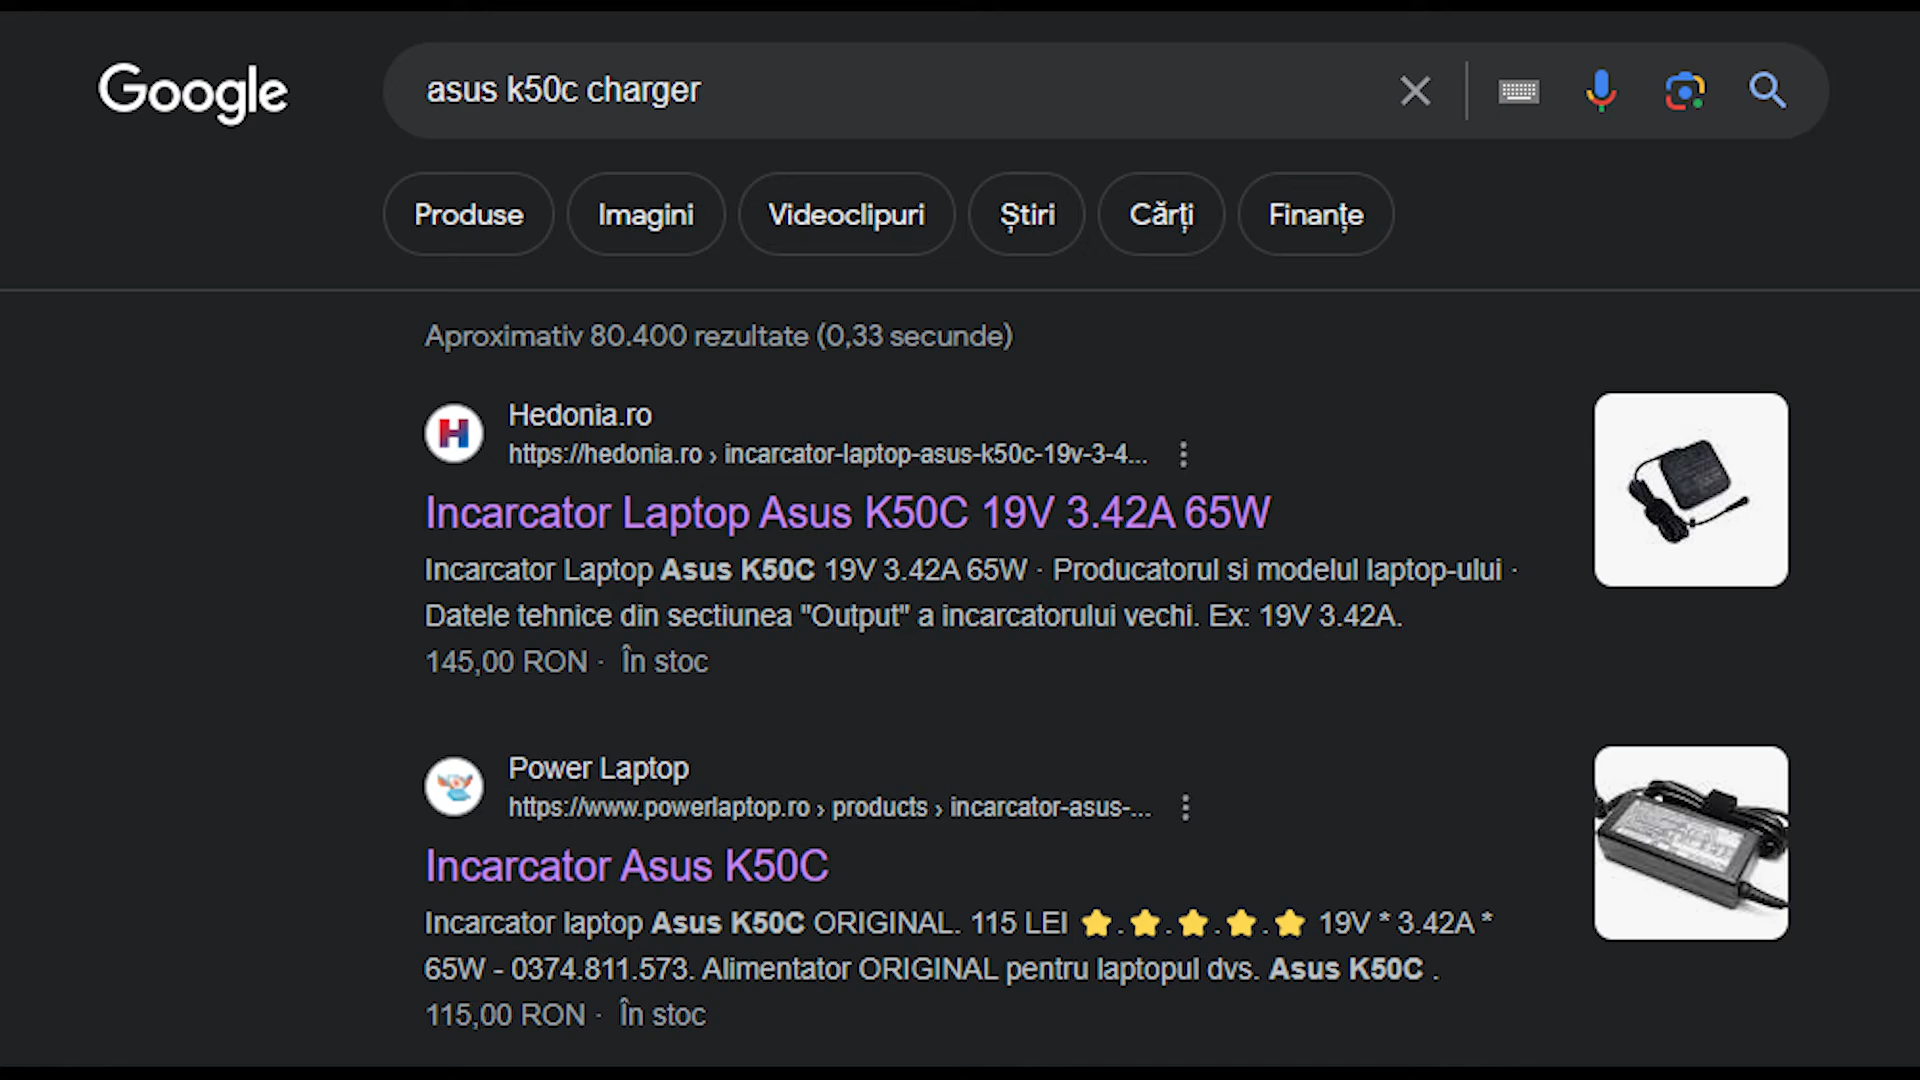 Google
asus k50c charger
Produse
Imagini
Videoclipuri
Știri
Cărți
Finanțe
Aproximativ 80.400 rezultate (0,33 secunde)
Hedonia.ro
https://hedonia.ro › incarcator-laptop-asus-k50c-19v-3-4...
Incarcator Laptop Asus K50C 19V 3.42A 65W
Incarcator Laptop Asus K50C 19V 3.42A 65W · Producatorul si modelul laptop-ului ·
Datele tehnice din sectiunea "Output" a incarcatorului vechi. Ex: 19V 3.42A.
145,00 RON · În stoc
Power Laptop
https://www.powerlaptop.ro › products › incarcator-asus-...
Incarcator Asus K50C
Incarcator laptop Asus K50C ORIGINAL. 115 LEI ⭐.⭐.⭐.⭐.⭐ 19V * 3.42A *
65W - 0374.811.573. Alimentator ORIGINAL pentru laptopul dvs. Asus K50C .
115,00 RON · În stoc